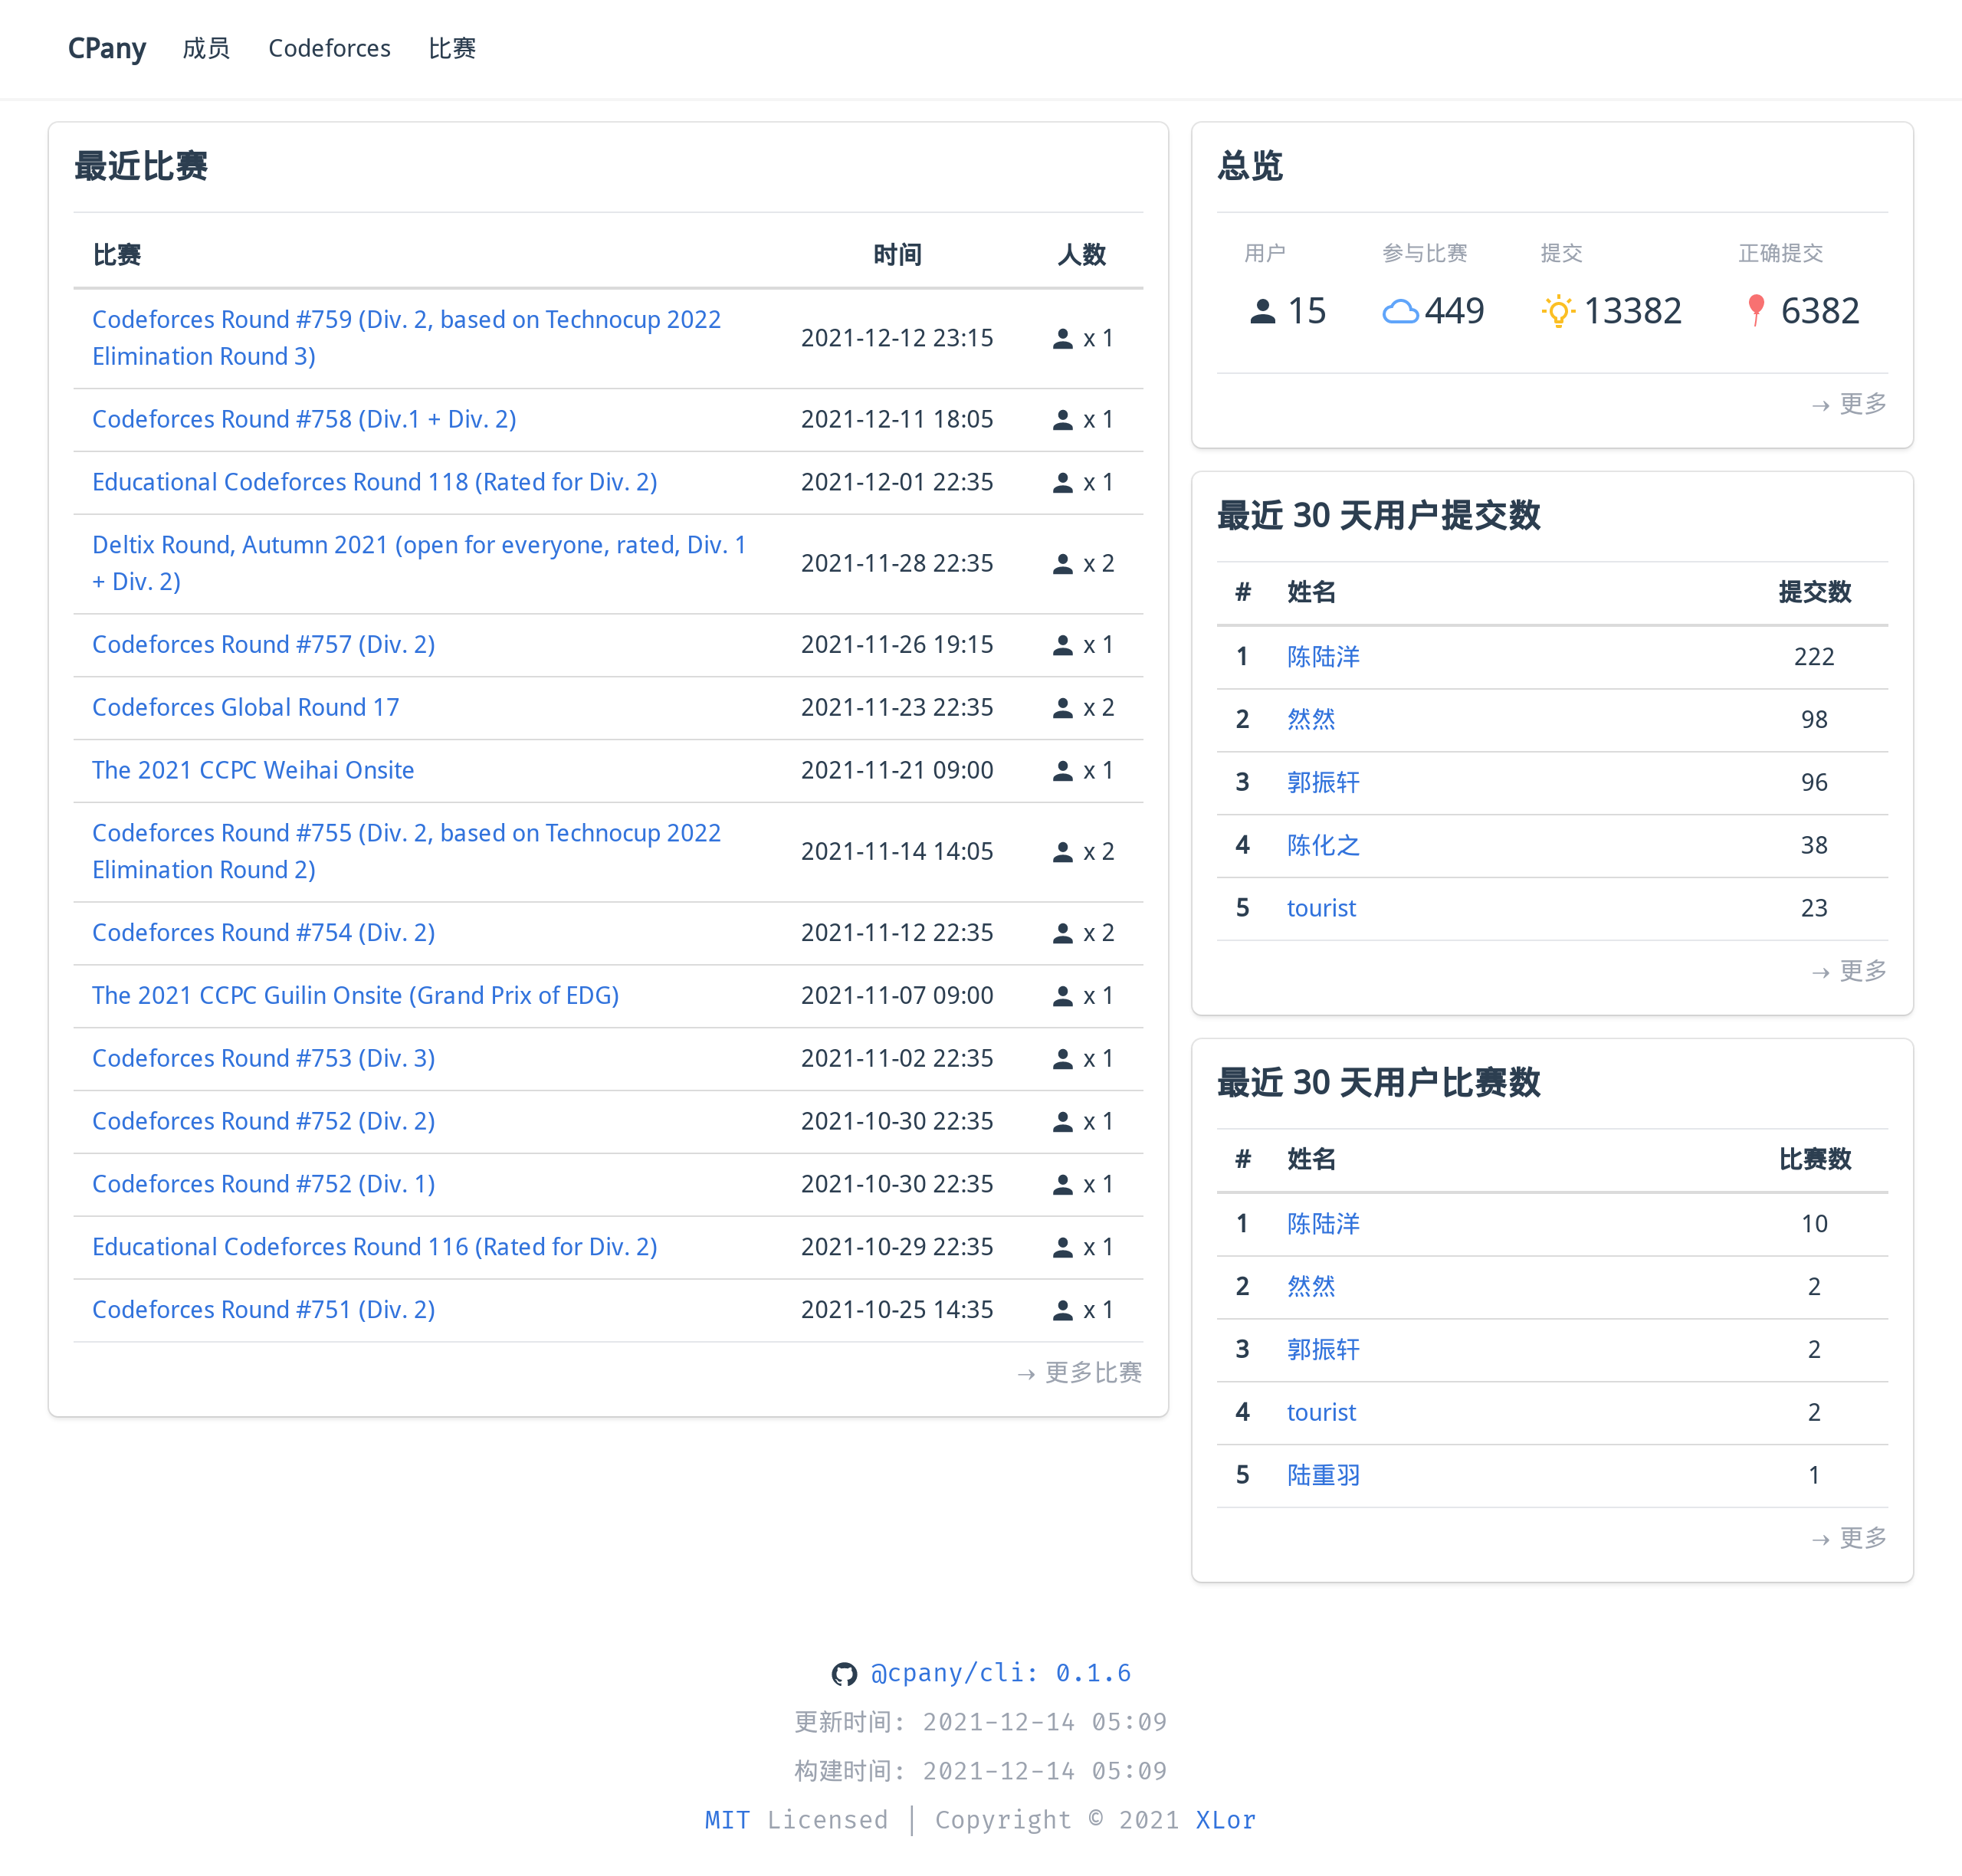 CPany 成员 Codeforces 比赛
最近比赛
比赛 时间 人数
Codeforces Round #759 (Div. 2, based on Technocup 2022
Elimination Round 3) 2021-12-12 23:15 x 1
Codeforces Round #758 (Div.1 + Div. 2) 2021-12-11 18:05 x 1
Educational Codeforces Round 118 (Rated for Div. 2) 2021-12-01 22:35 x 1
Deltix Round, Autumn 2021 (open for everyone, rated, Div. 1
+ Div. 2) 2021-11-28 22:35 x 2
Codeforces Round #757 (Div. 2) 2021-11-26 19:15 x 1
Codeforces Global Round 17 2021-11-23 22:35 x 2
The 2021 CCPC Weihai Onsite 2021-11-21 09:00 x 1
Codeforces Round #755 (Div. 2, based on Technocup 2022
Elimination Round 2) 2021-11-14 14:05 x 2
Codeforces Round #754 (Div. 2) 2021-11-12 22:35 x 2
The 2021 CCPC Guilin Onsite (Grand Prix of EDG) 2021-11-07 09:00 x 1
Codeforces Round #753 (Div. 3) 2021-11-02 22:35 x 1
Codeforces Round #752 (Div. 2) 2021-10-30 22:35 x 1
Codeforces Round #752 (Div. 1) 2021-10-30 22:35 x 1
Educational Codeforces Round 116 (Rated for Div. 2) 2021-10-29 22:35 x 1
Codeforces Round #751 (Div. 2) 2021-10-25 14:35 x 1
→ 更多比赛
总览
用户 参与比赛 提交 正确提交
15 449 13382 6382
→ 更多
最近 30 天用户提交数
# 姓名 提交数
1 陈陆洋 222
2 然然 98
3 郭振轩 96
4 陈化之 38
5 tourist 23
→ 更多
最近 30 天用户比赛数
# 姓名 比赛数
1 陈陆洋 10
2 然然 2
3 郭振轩 2
4 tourist 2
5 陆重羽 1
→ 更多
@cpany/cli: 0.1.6
更新时间: 2021-12-14 05:09
构建时间: 2021-12-14 05:09
MIT Licensed | Copyright © 2021 XLor